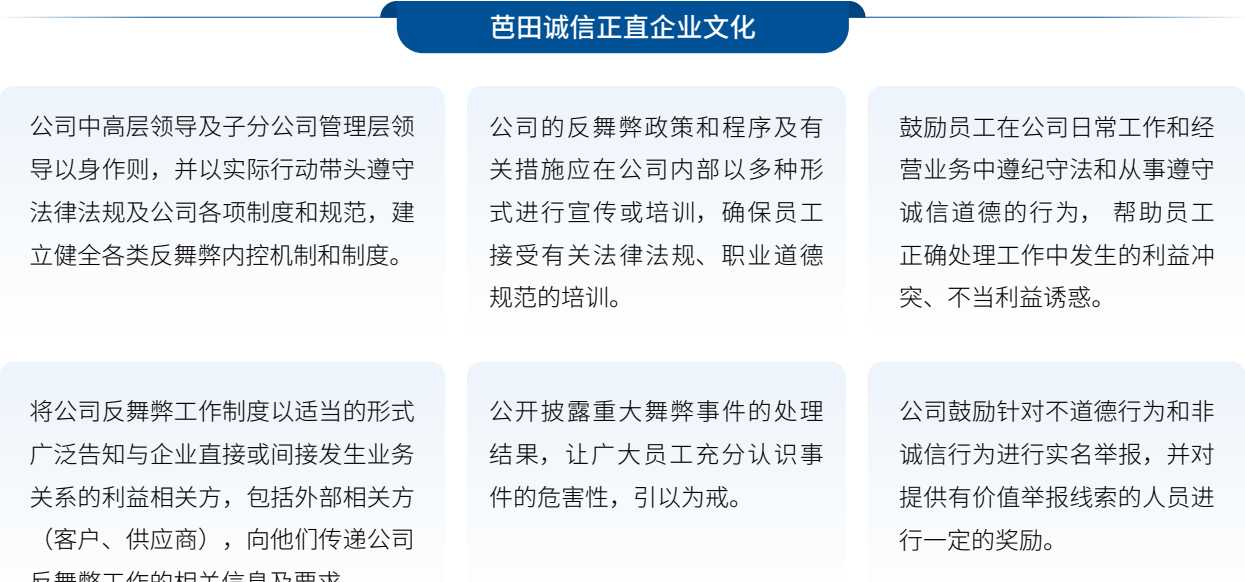 芭田诚信正直企业文化
公司中高层领导及子分公司管理层领
导以身作则，并以实际行动带头遵守
法律法规及公司各项制度和规范，建
立健全各类反舞弊内控机制和制度。
公司的反舞弊政策和程序及有
关措施应在公司内部以多种形
式进行宣传或培训，确保员工
接受有关法律法规、职业道德
规范的培训。
鼓励员工在公司日常工作和经
营业务中遵纪守法和从事遵守
诚信道德的行为， 帮助员工
正确处理工作中发生的利益冲
突、不当利益诱惑。
将公司反舞弊工作制度以适当的形式
广泛告知与企业直接或间接发生业务
关系的利益相关方，包括外部相关方
（客户、供应商），向他们传递公司
反舞弊工作的相关信息及要求
公开披露重大舞弊事件的处理
结果，让广大员工充分认识事
件的危害性，引以为戒。
公司鼓励针对不道德行为和非
诚信行为进行实名举报，并对
提供有价值举报线索的人员进
行一定的奖励。